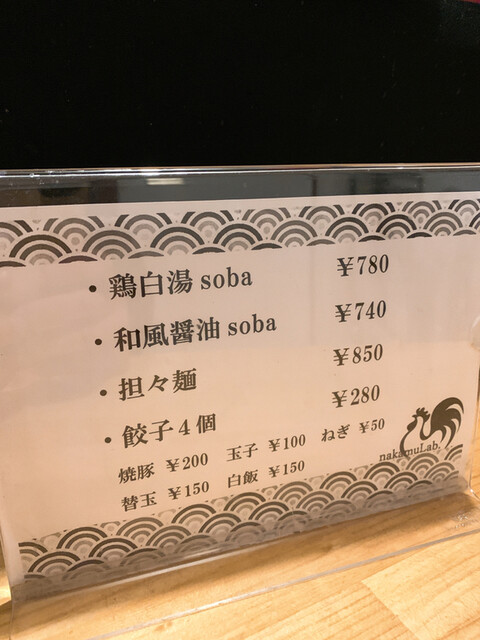 ・鶏白湯 soba ¥780
・和風醤油 soba ¥740
・担々麺 ¥850
・餃子4個 ¥280
焼豚 ¥200 玉子 ¥100 ねぎ ¥50
替玉 ¥150 白飯 ¥150
nakamuLab.